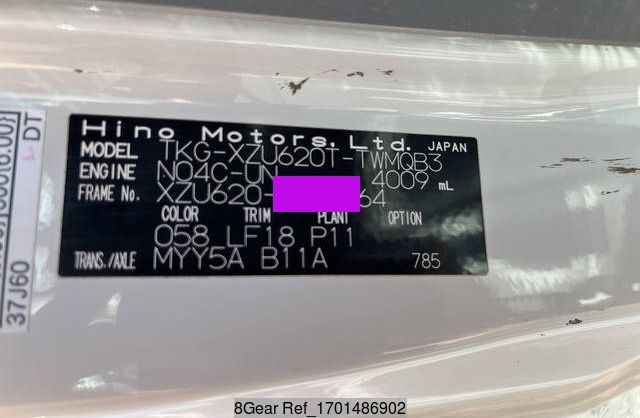 Hino Motors, Ltd. JAPAN
MODEL TKG-XZU620T-TWMQB3
ENGINE N04C-UN 4009 mL
FRAME No. XZU620- 64
COLOR TRIM PLANT OPTION
058 LF18 P11
TRANS./AXLE MYY5A B11A 785
DT
37J60
8Gear Ref_1701486902